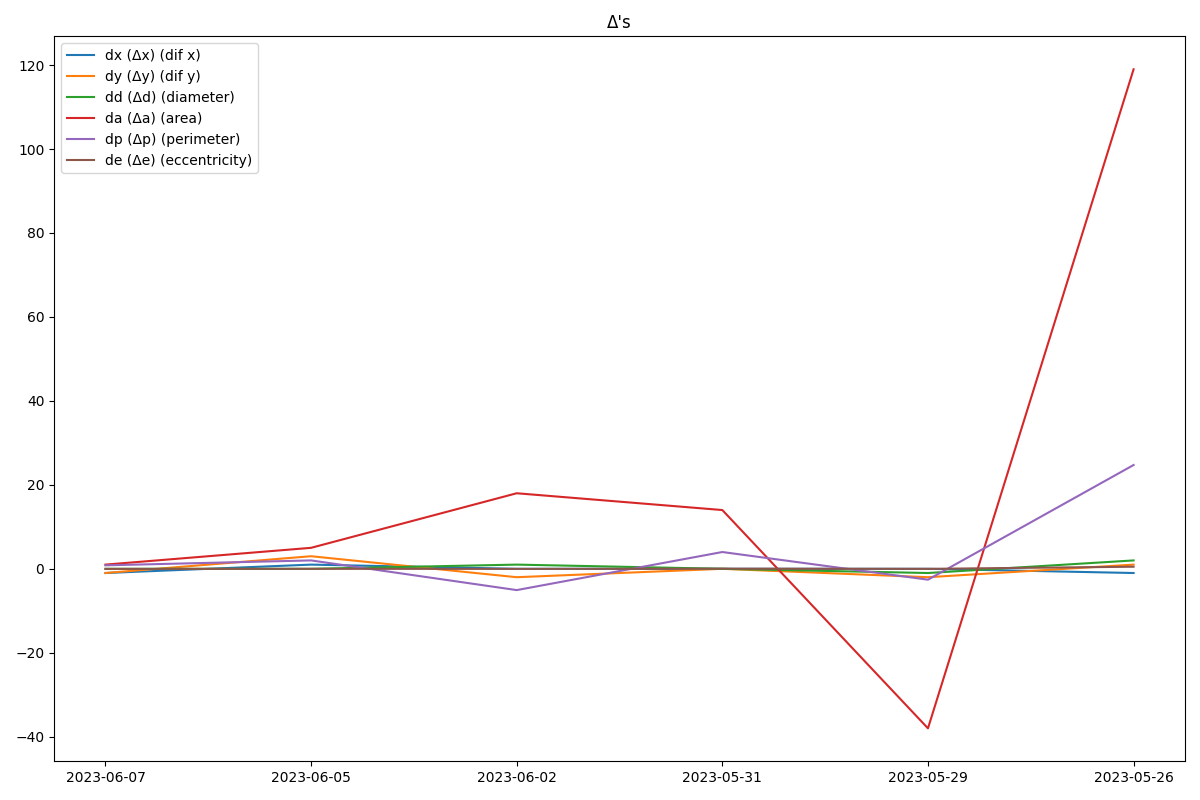 Δ's
dx (Δx) (dif x)
dy (Δy) (dif y)
dd (Δd) (diameter)
da (Δa) (area)
dp (Δp) (perimeter)
de (Δe) (eccentricity)
120
100
80
60
40
20
0
−20
−40
2023-06-07 2023-06-05 2023-06-02 2023-05-31 2023-05-29 2023-05-26